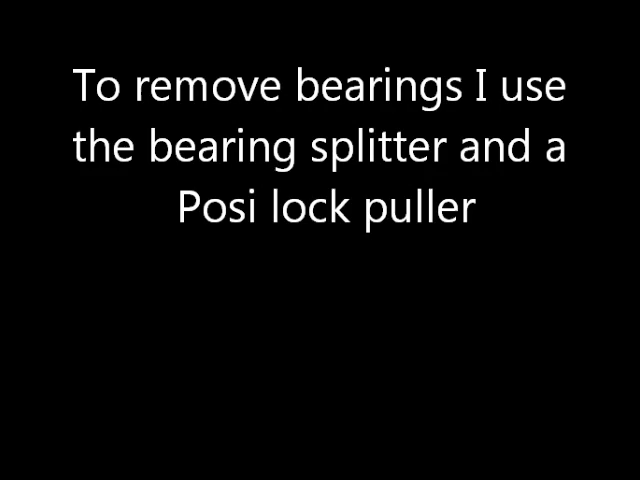 To remove bearings I use
the bearing splitter and a
Posi lock puller